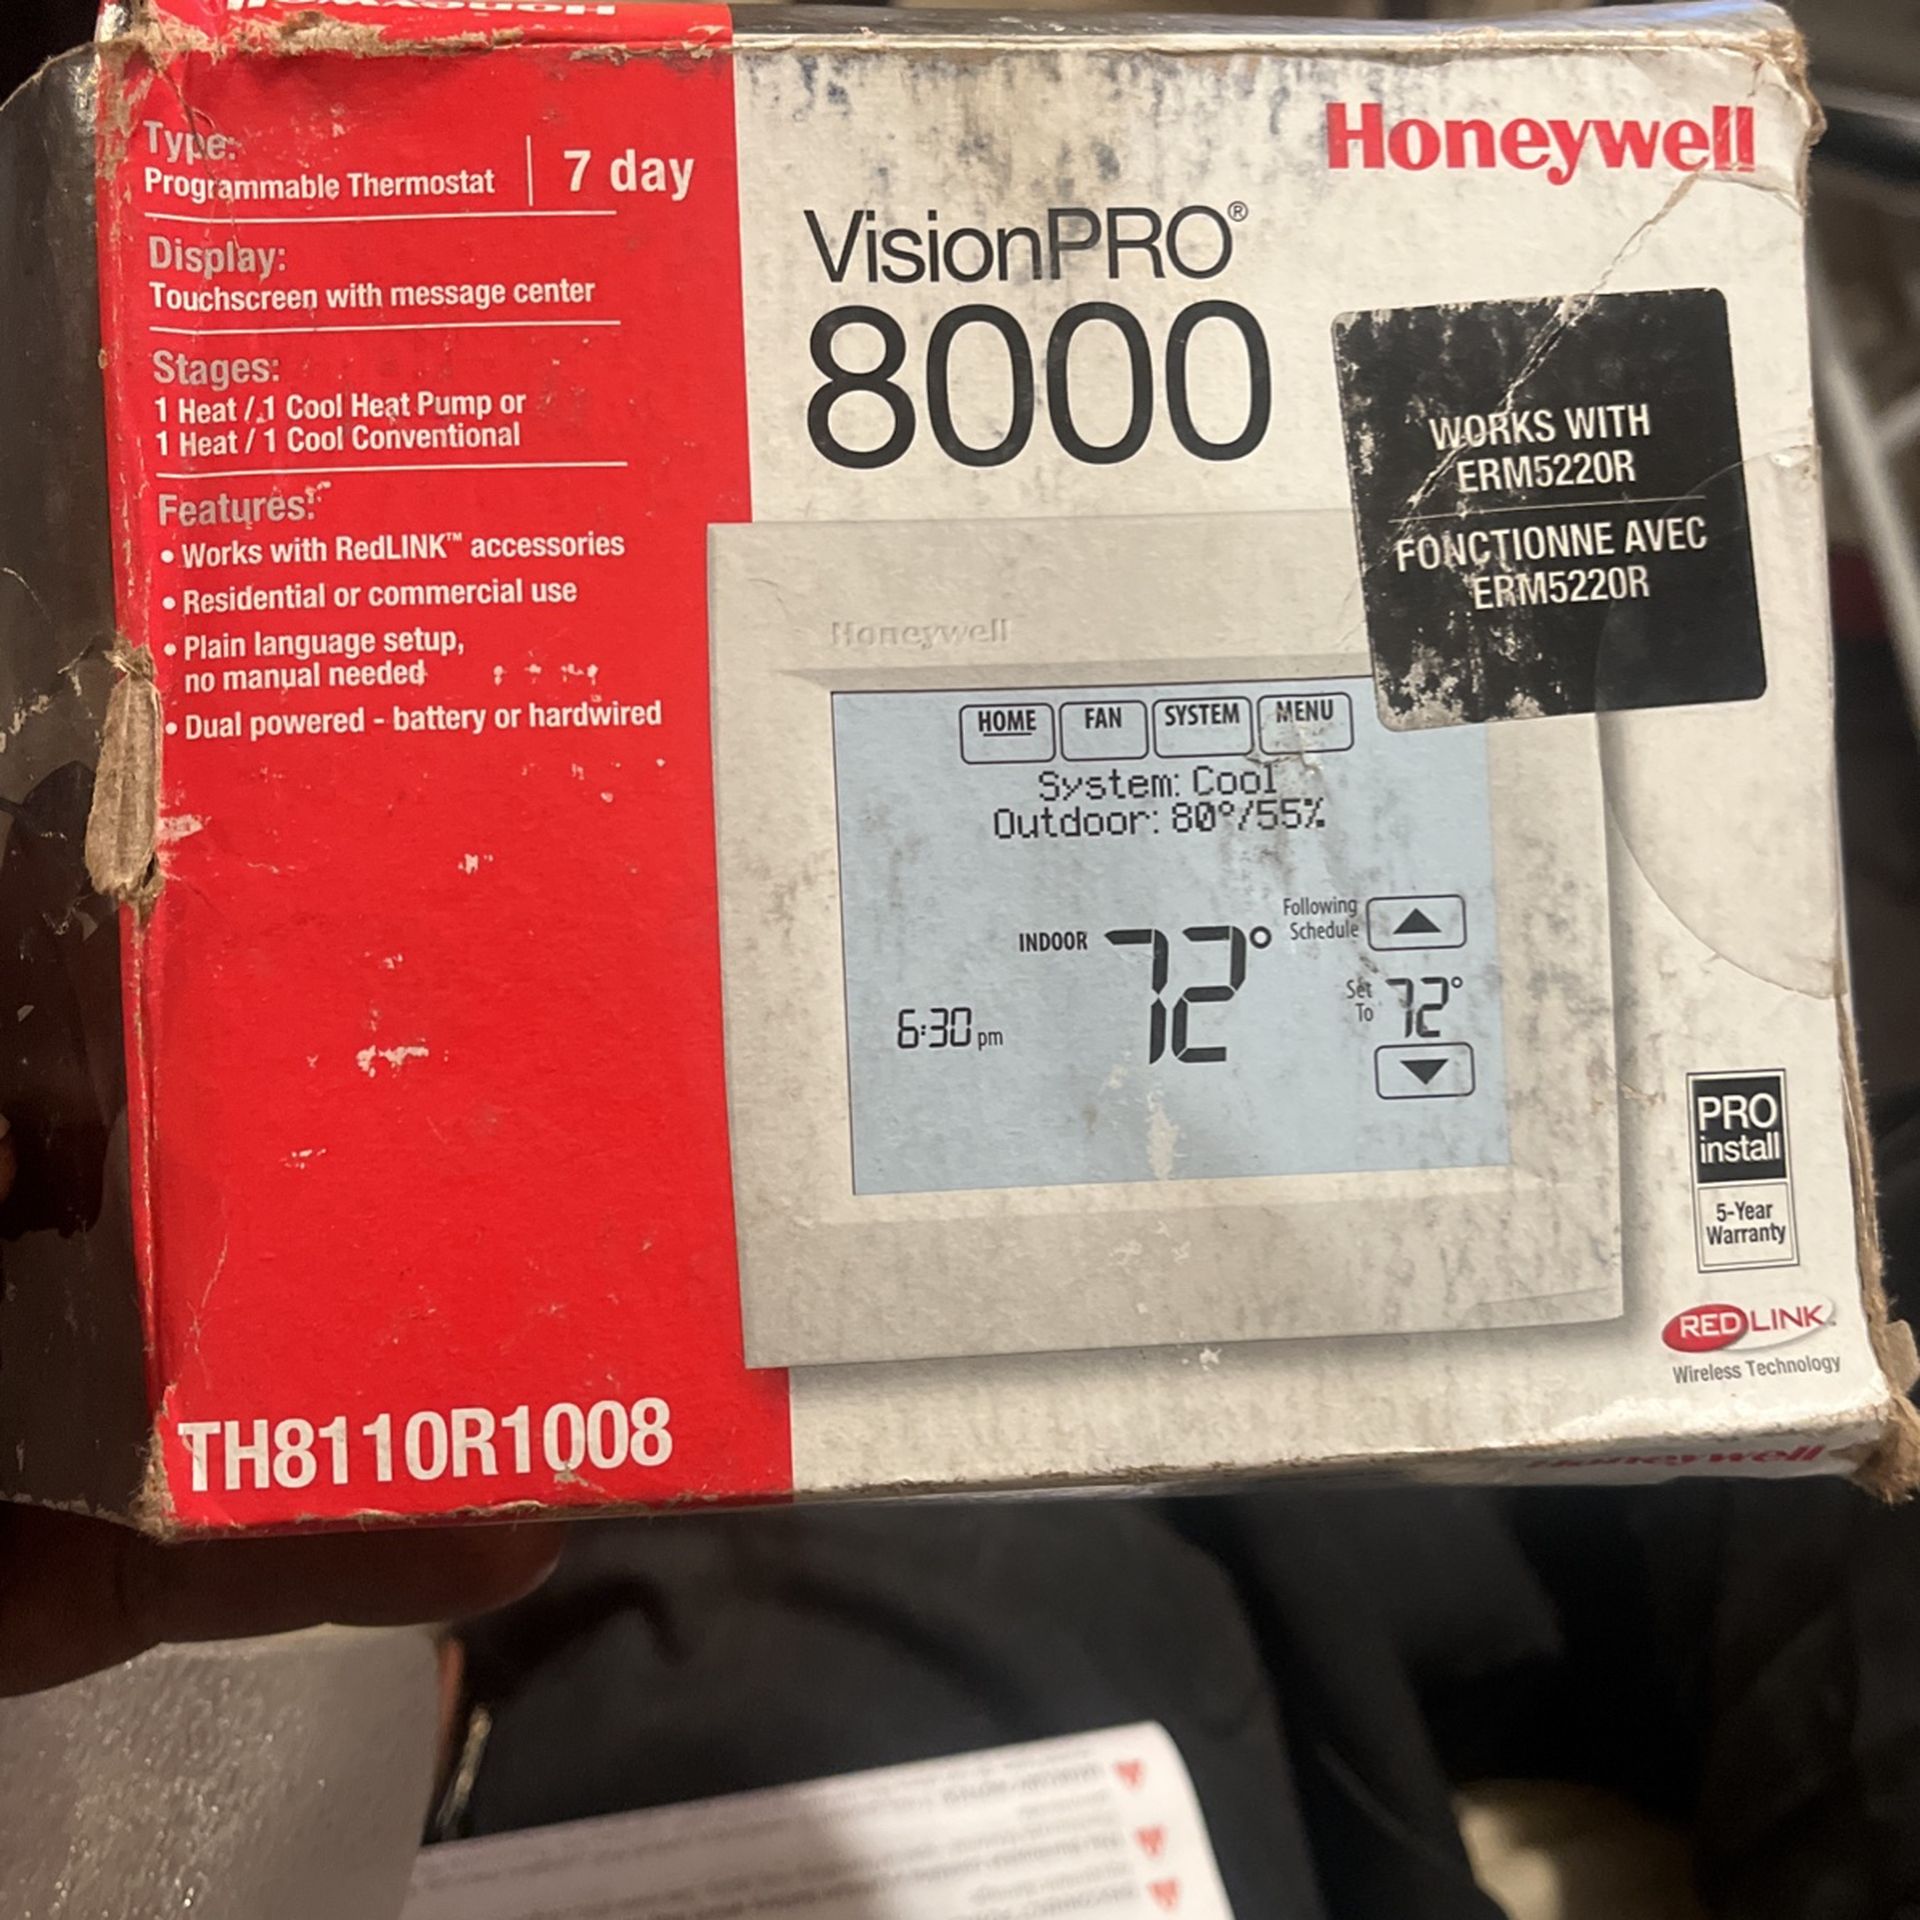 Honeywell
Type:
Programmable Thermostat
7 day
Display:
Touchscreen with message center
Stages:
1 Heat / 1 Cool Heat Pump or
1 Heat / 1 Cool Conventional
Features:
• Works with RedLINK™ accessories
• Residential or commercial use
• Plain language setup,
no manual needed
• Dual powered - battery or hardwired
TH8110R1008
Honeywell
VisionPRO®
8000
WORKS WITH
ERM5220R
FONCTIONNE AVEC
ERM5220R
Honeywell
HOME FAN SYSTEM MENU
System: Cool
Outdoor: 80°/55%
INDOOR 72°
Following
Schedule
Set
To
72°
6:30 pm
PRO
install
5-Year
Warranty
REDLINK™
Wireless Technology
Honeywell